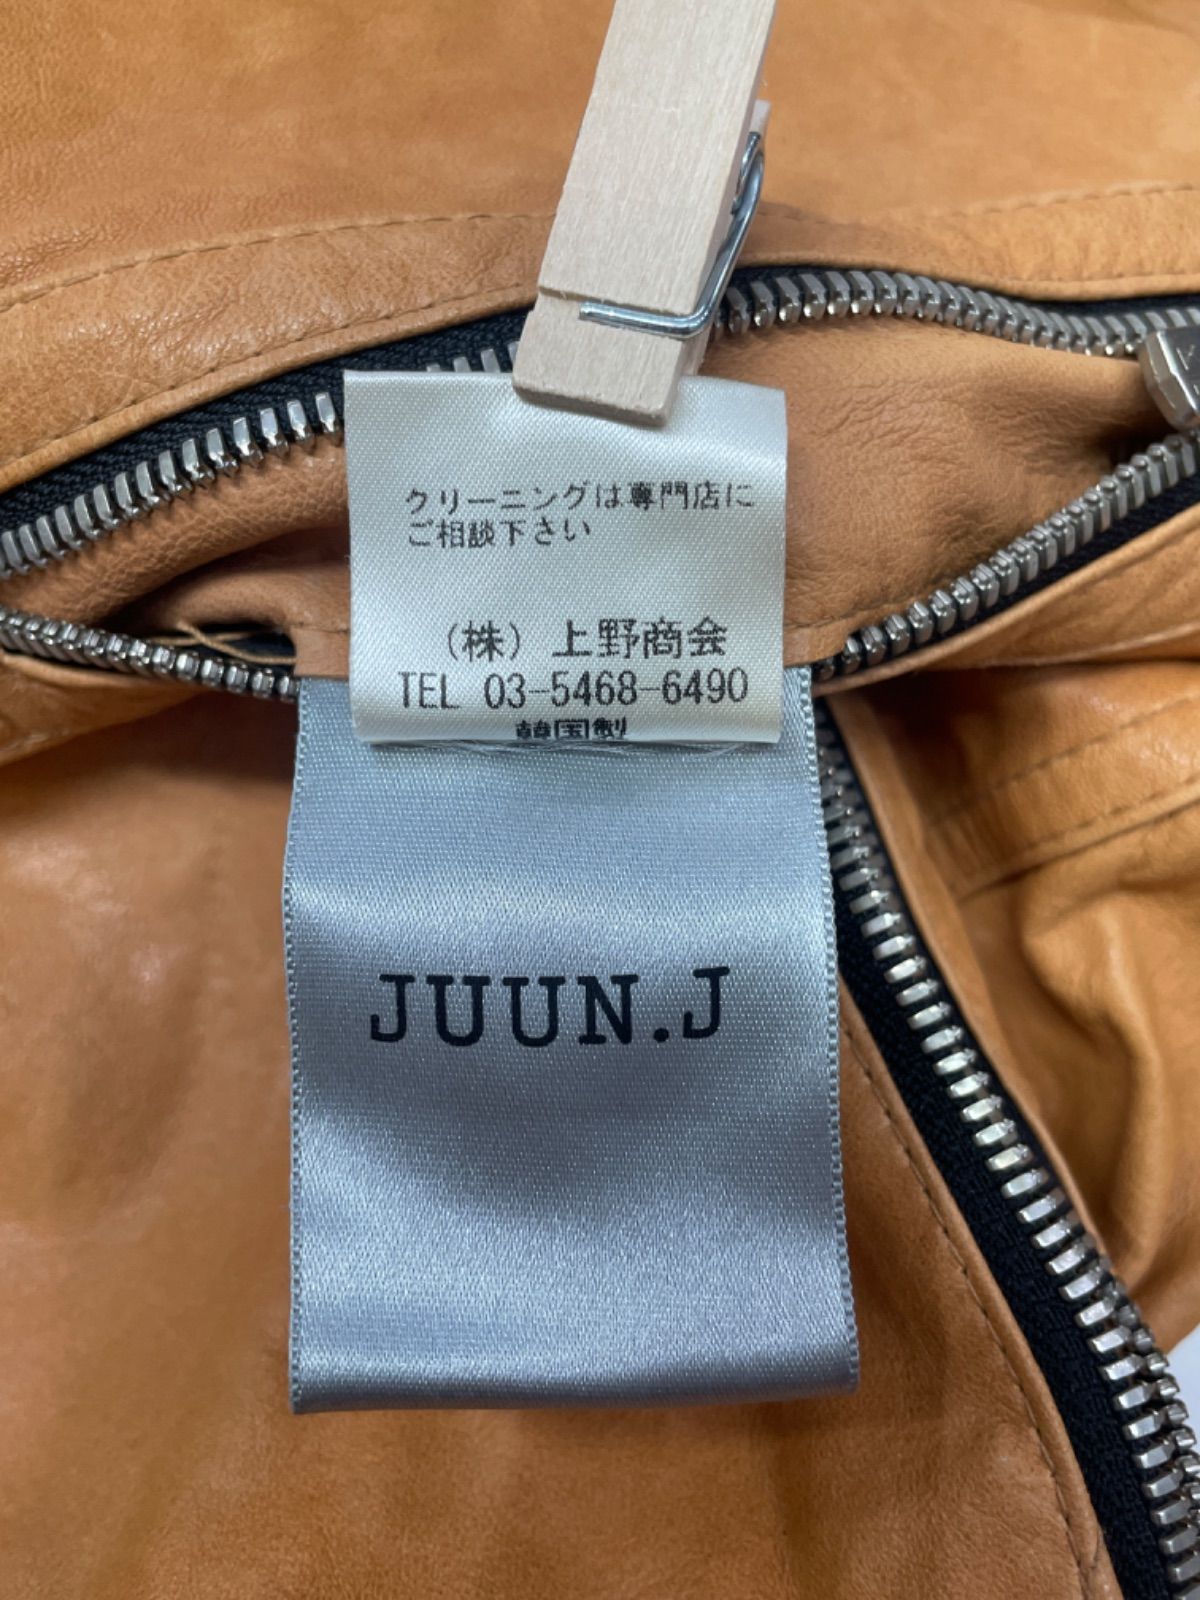 クリーニングは専門店に
ご相談下さい
(株) 上野商会
TEL 03-5468-6490
韓国製
JUUN.J